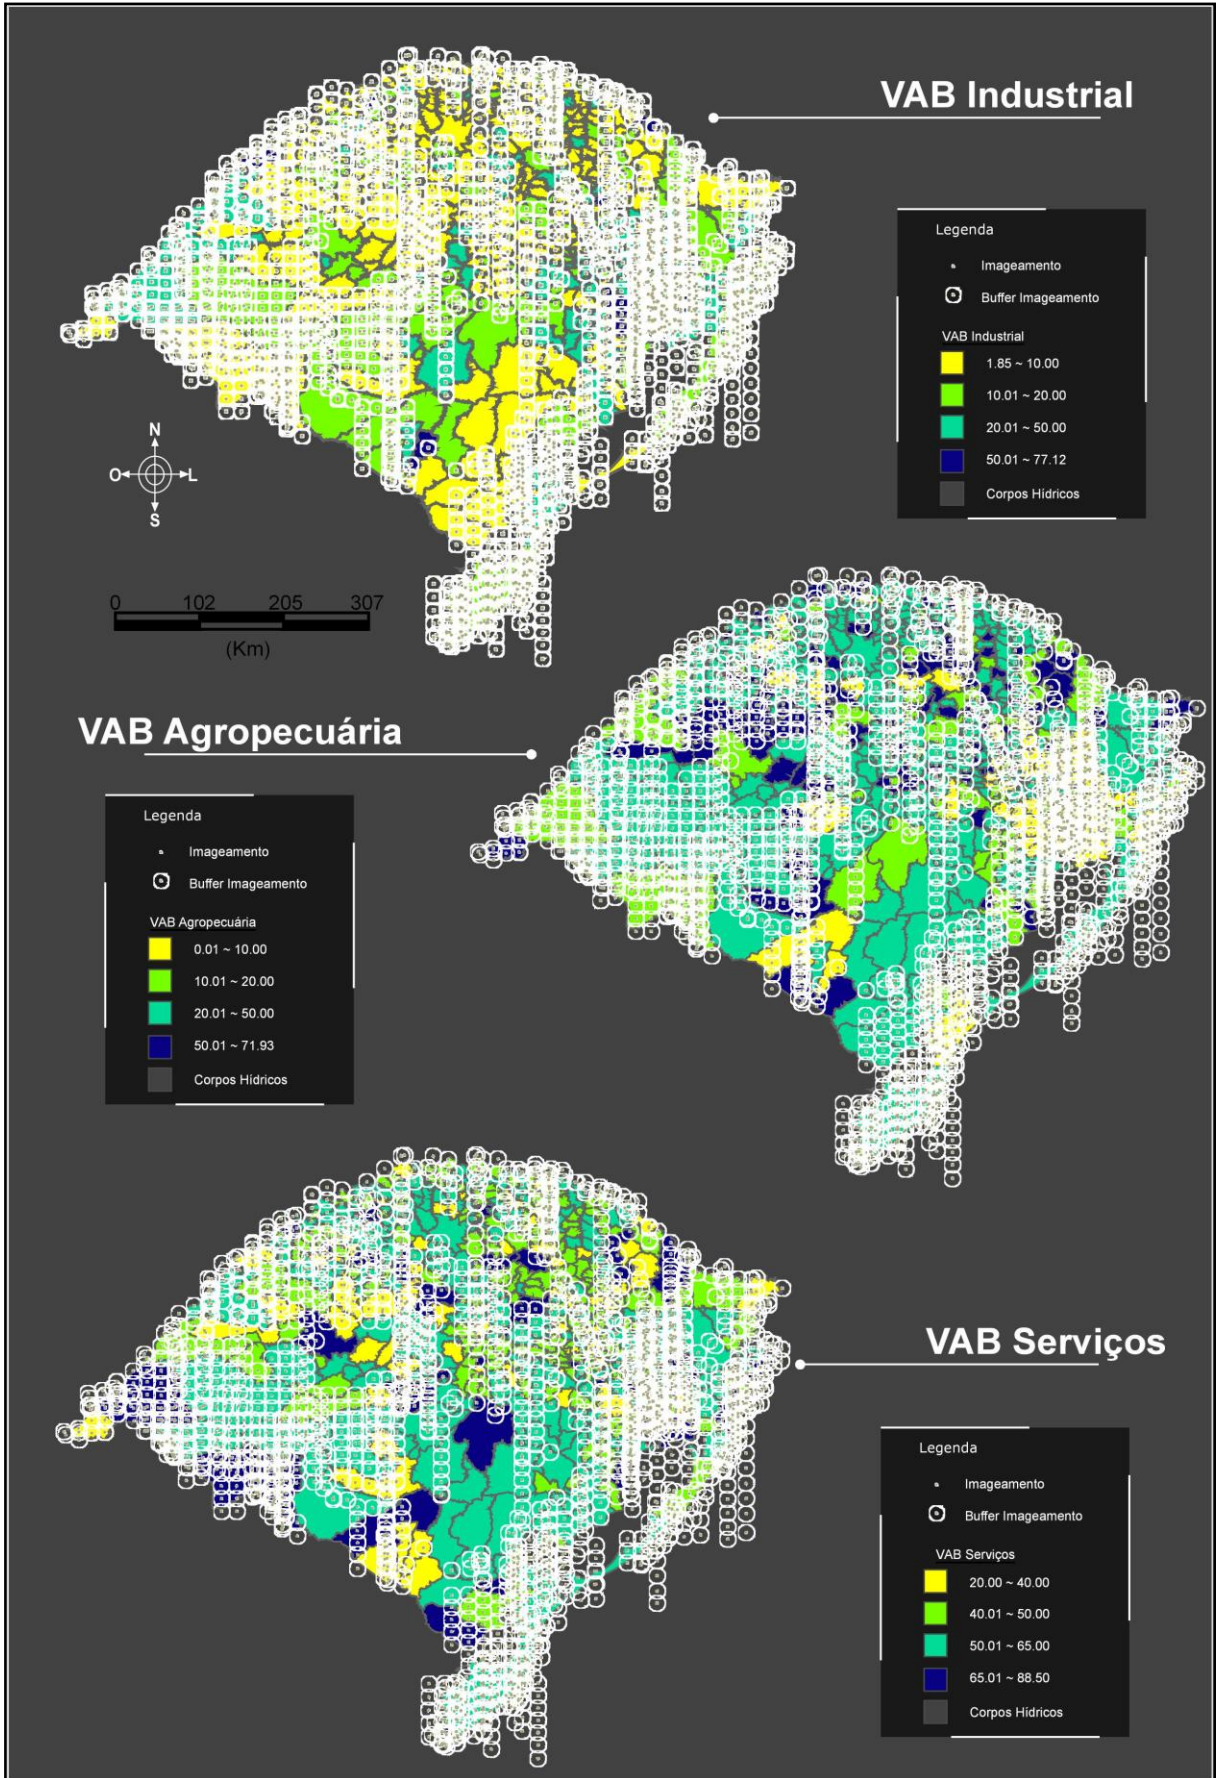 VAB Industrial
Legenda
Imageamento
Buffer Imageamento
VAB Industrial
1.85 ~ 10.00
10.01 ~ 20.00
20.01 ~ 50.00
50.01 ~ 77.12
Corpos Hídricos
N
O L
S
0 102 205 307
(Km)
VAB Agropecuária
Legenda
Imageamento
Buffer Imageamento
VAB Agropecuária
0.01 ~ 10.00
10.01 ~ 20.00
20.01 ~ 50.00
50.01 ~ 71.93
Corpos Hídricos
VAB Serviços
Legenda
Imageamento
Buffer Imageamento
VAB Serviços
20.00 ~ 40.00
40.01 ~ 50.00
50.01 ~ 65.00
65.01 ~ 88.50
Corpos Hídricos